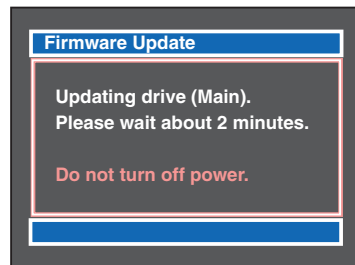 Firmware Update
Updating drive (Main).
Please wait about 2 minutes.
Do not turn off power.